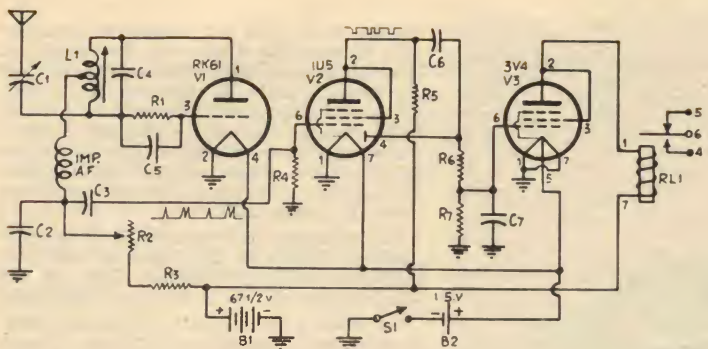 L1
C1
C4
R1
C5
RK61
V1
1
3
2
4
IMP.
A.F
C3
C2
R2
R3
R4
1U5
V2
2
6
3
4
1
7
R5
C6
R6
R7
C7
3V4
V3
2
6
3
1
7
5
1
7
RL1
5
6
4
67 1/2 V
+
-
B1
S1
1.5 V
-
+
B2